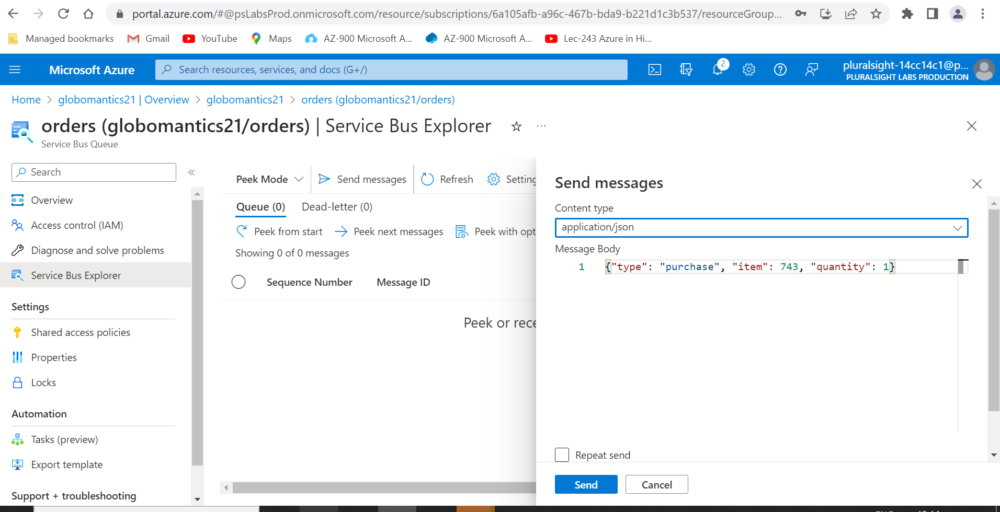 portal.azure.com/#@psLabsProd.onmicrosoft.com/resource/subscriptions/6a105afb-a96c-467b-bda9-b221d1c3b537/resourceGroup...
Managed bookmarks Gmail YouTube Maps AZ-900 Microsoft A... AZ-900 Microsoft A... Lec-243 Azure in Hi...
Microsoft Azure Search resources, services, and docs (G+/) 2 pluralsight-14cc14c1@p...
PLURALSIGHT LABS PRODUCTION
Home > globomantics21 | Overview > globomantics21 > orders (globomantics21/orders)
orders (globomantics21/orders) | Service Bus Explorer ...
Service Bus Queue
Search «
Overview
Access control (IAM)
Diagnose and solve problems
Service Bus Explorer
Settings
Shared access policies
Properties
Locks
Automation
Tasks (preview)
Export template
Support + troubleshooting
Peek Mode Send messages Refresh Setting
Queue (0) Dead-letter (0)
Peek from start Peek next messages Peek with opt
Showing 0 of 0 messages
Sequence Number Message ID
Peek or rece
Send messages
Content type
application/json
Message Body
1 {"type": "purchase", "item": 743, "quantity": 1}
Repeat send
Send Cancel